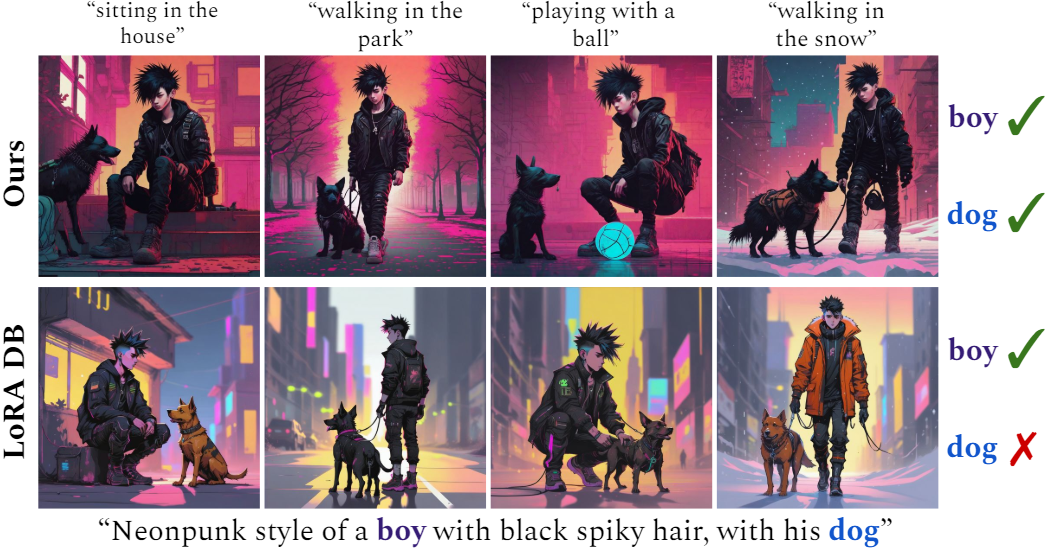 “sitting in the
house”
“walking in the
park”
“playing with a
ball”
“walking in
the snow”
Ours
boy ✓
dog ✓
LoRA DB
boy ✓
dog ✗
“Neonpunk style of a boy with black spiky hair, with his dog”